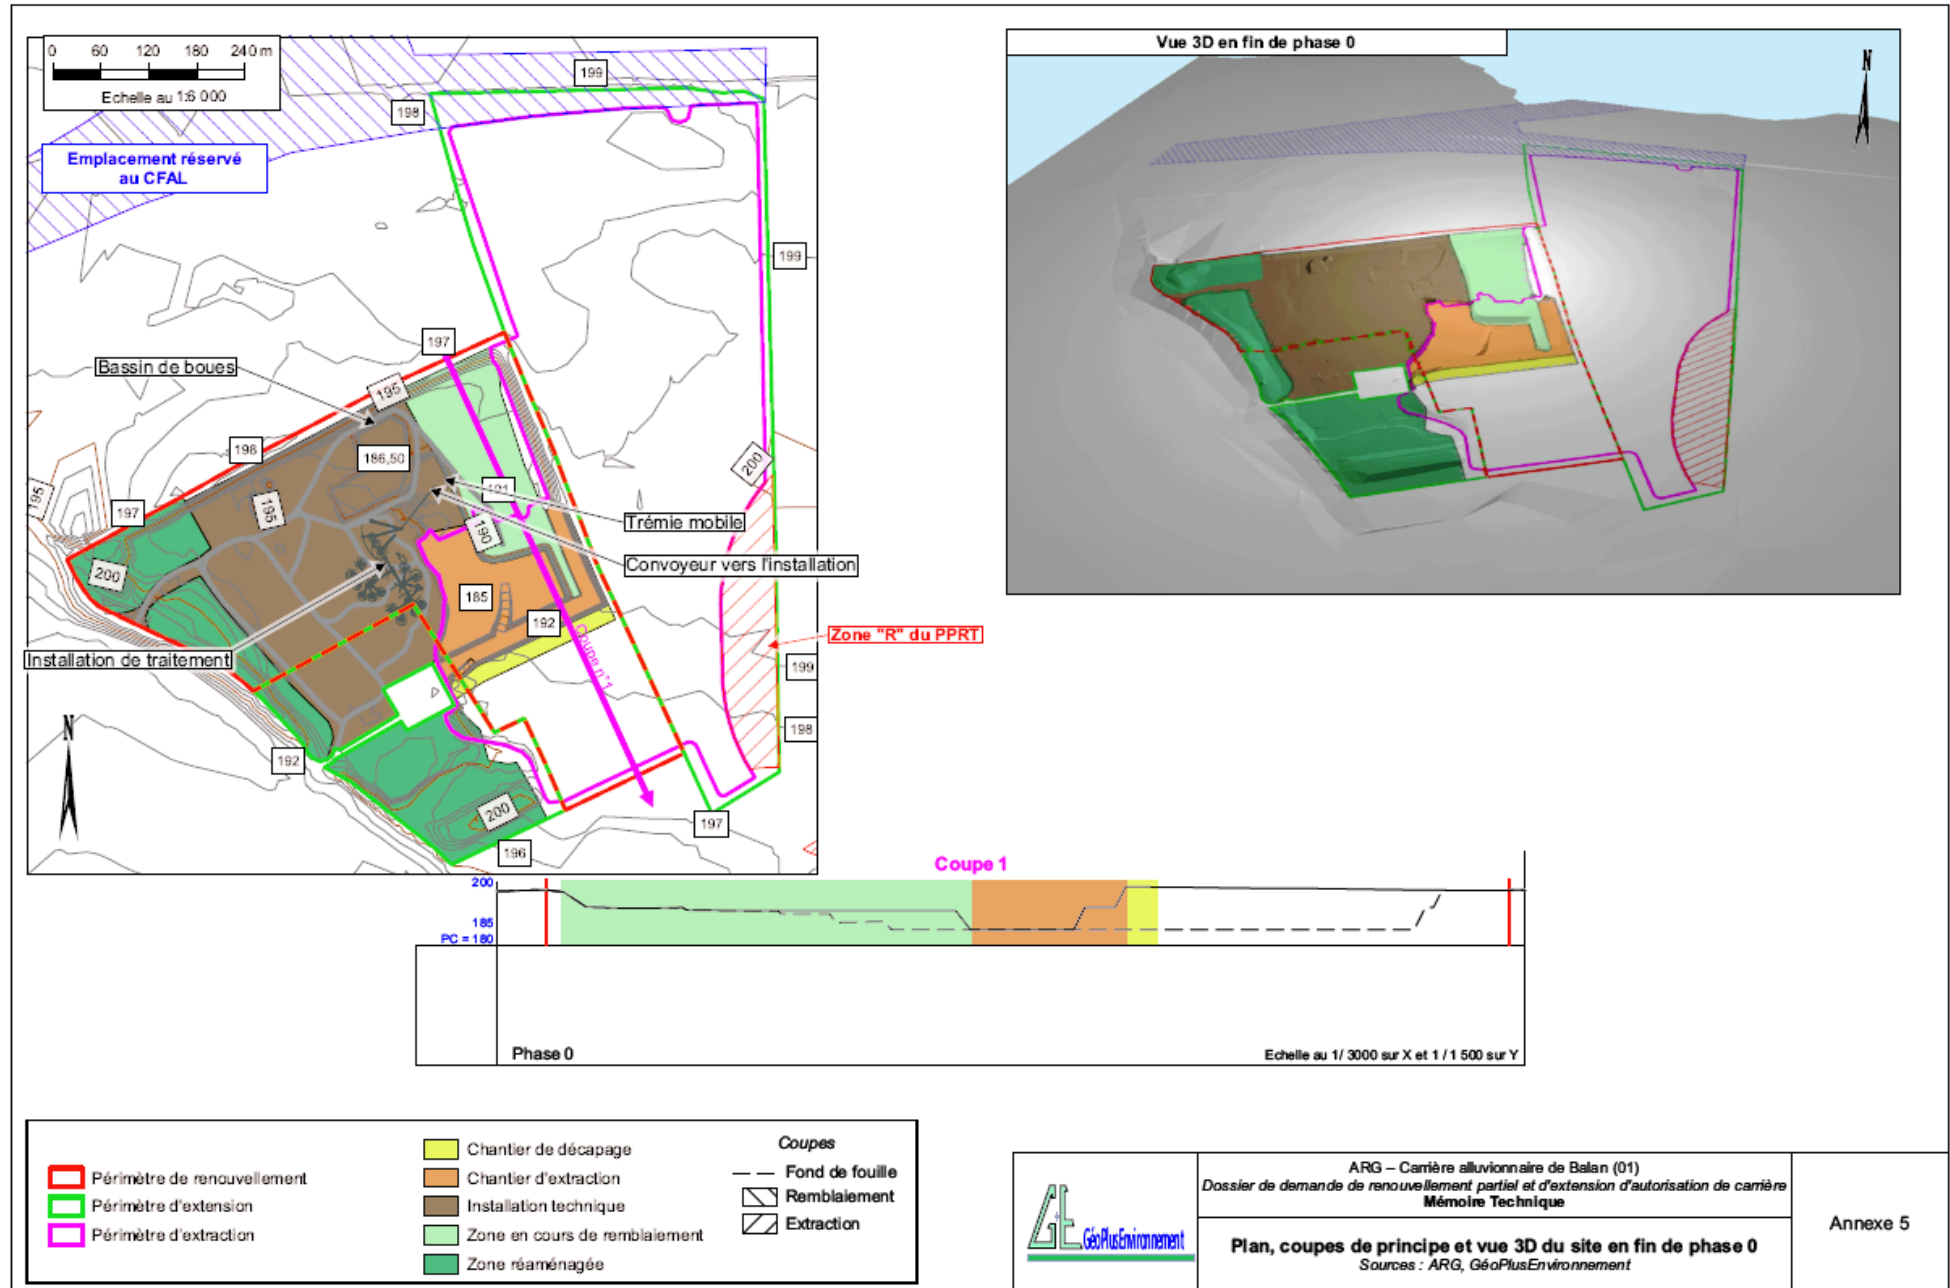 0 60 120 180 240 m
Echelle au 1:6 000
199
198
Emplacement réservé
au CFAL
199
197
Bassin de boues
195
198
186,50
200
195
195
197
191
190
Trémie mobile
Convoyeur vers l'installation
200
185
192
Zone "R" du PPRT
Installation de traitement
Coupe n°1
199
N
198
192
200
197
196
Vue 3D en fin de phase 0
N
Coupe 1
200
185
PC = 180
Phase 0
Echelle au 1/ 3000 sur X et 1 / 1 500 sur Y
Périmètre de renouvellement
Périmètre d'extension
Périmètre d'extraction
Chantier de décapage
Chantier d'extraction
Installation technique
Zone en cours de remblaiement
Zone réaménagée
Coupes
Fond de fouille
Remblaiement
Extraction
GéoPlusEnvironnement
ARG – Carrière alluvionnaire de Balan (01)
Dossier de demande de renouvellement partiel et d'extension d'autorisation de carrière
Mémoire Technique
Plan, coupes de principe et vue 3D du site en fin de phase 0
Sources : ARG, GéoPlusEnvironnement
Annexe 5